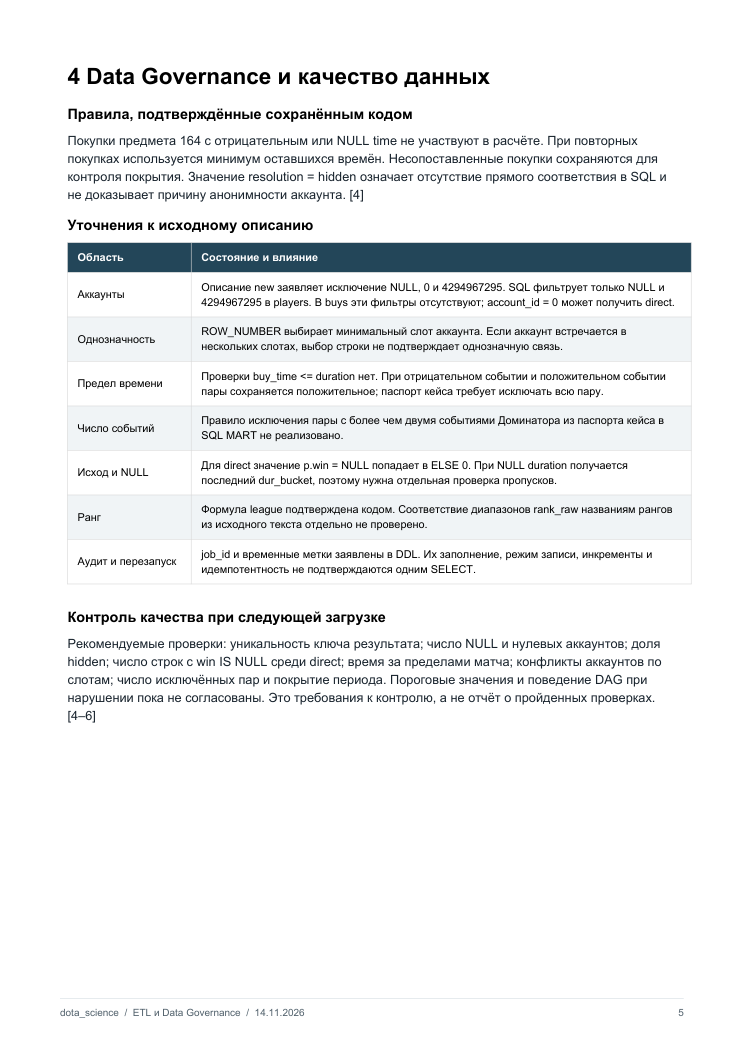 4 Data Governance и качество данных
Правила, подтверждённые сохранённым кодом
Покупки предмета 164 с отрицательным или NULL time не участвуют в расчёте. При повторных
покупках используется минимум оставшихся времён. Несопоставленные покупки сохраняются для
контроля покрытия. Значение resolution = hidden означает отсутствие прямого соответствия в SQL и
не доказывает причину анонимности аккаунта. [4]
Уточнения к исходному описанию
Область Состояние и влияние
Аккаунты
Описание new заявляет исключение NULL, 0 и 4294967295. SQL фильтрует только NULL и
4294967295 в players. В buys эти фильтры отсутствуют; account_id = 0 может получить direct.
Однозначность
ROW_NUMBER выбирает минимальный слот аккаунта. Если аккаунт встречается в
нескольких слотах, выбор строки не подтверждает однозначную связь.
Предел времени
Проверки buy_time <= duration нет. При отрицательном событии и положительном событии
пары сохраняется положительное; паспорт кейса требует исключать всю пару.
Число событий
Правило исключения пары с более чем двумя событиями Доминатора из паспорта кейса в
SQL MART не реализовано.
Исход и NULL
Для direct значение p.win = NULL попадает в ELSE 0. При NULL duration получается
последний dur_bucket, поэтому нужна отдельная проверка пропусков.
Ранг
Формула league подтверждена кодом. Соответствие диапазонов rank_raw названиям рангов
из исходного текста отдельно не проверено.
Аудит и перезапуск
job_id и временные метки заявлены в DDL. Их заполнение, режим записи, инкременты и
идемпотентность не подтверждаются одним SELECT.
Контроль качества при следующей загрузке
Рекомендуемые проверки: уникальность ключа результата; число NULL и нулевых аккаунтов; доля
hidden; число строк с win IS NULL среди direct; время за пределами матча; конфликты аккаунтов по
слотам; число исключённых пар и покрытие периода. Пороговые значения и поведение DAG при
нарушении пока не согласованы. Это требования к контролю, а не отчёт о пройденных проверках.
[4–6]
dota_science / ETL и Data Governance / 14.11.2026 5